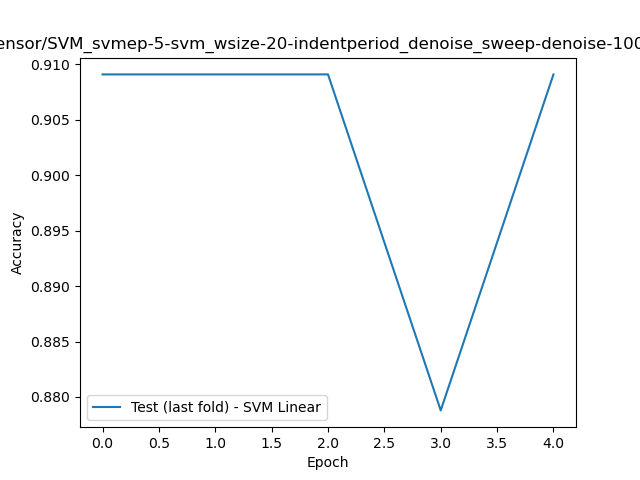 ensor/SVM_svmep-5-svm_wsize-20-indentperiod_denoise_sweep-denoise-100
0.910
0.905
0.900
0.895
0.890
0.885
0.880
Accuracy
Test (last fold) - SVM Linear
0.0 0.5 1.0 1.5 2.0 2.5 3.0 3.5 4.0
Epoch